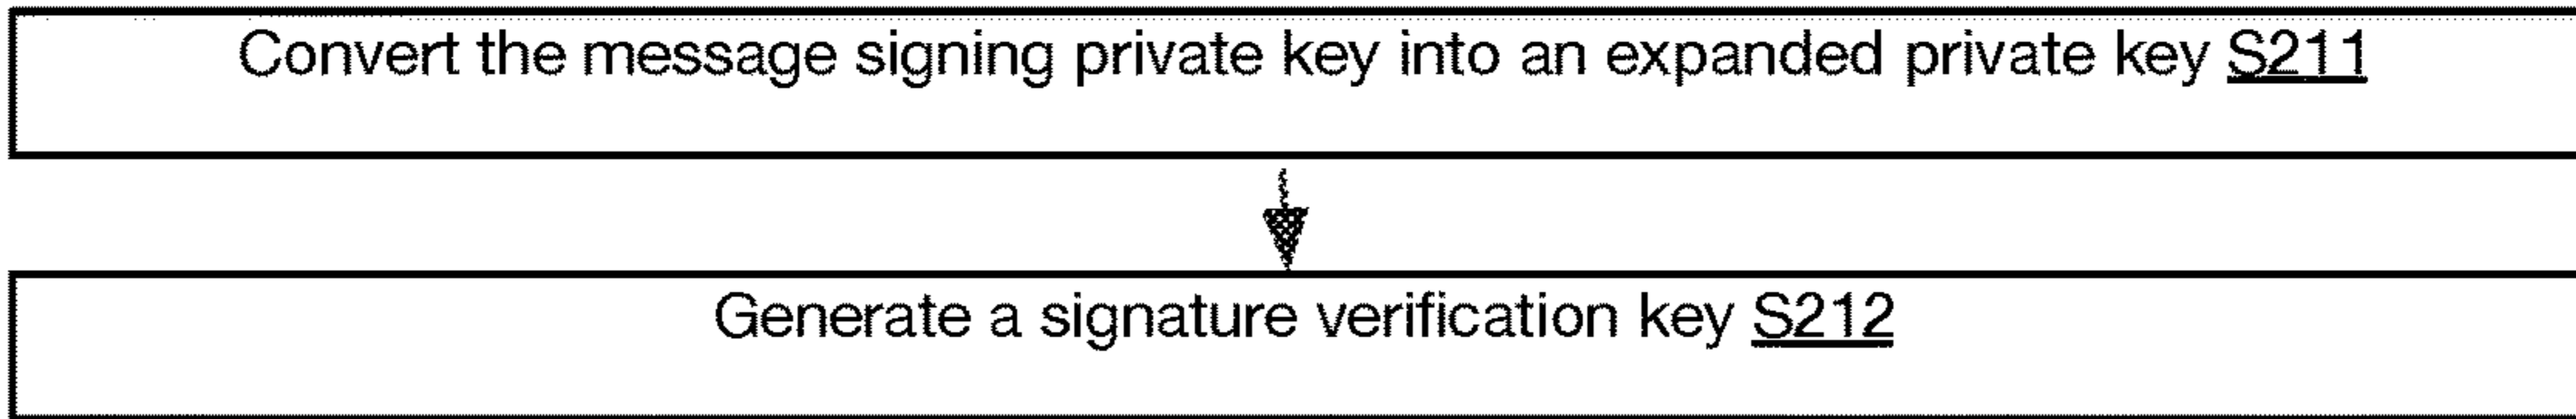 Convert the message signing private key into an expanded private key S211
Generate a signature verification key S212